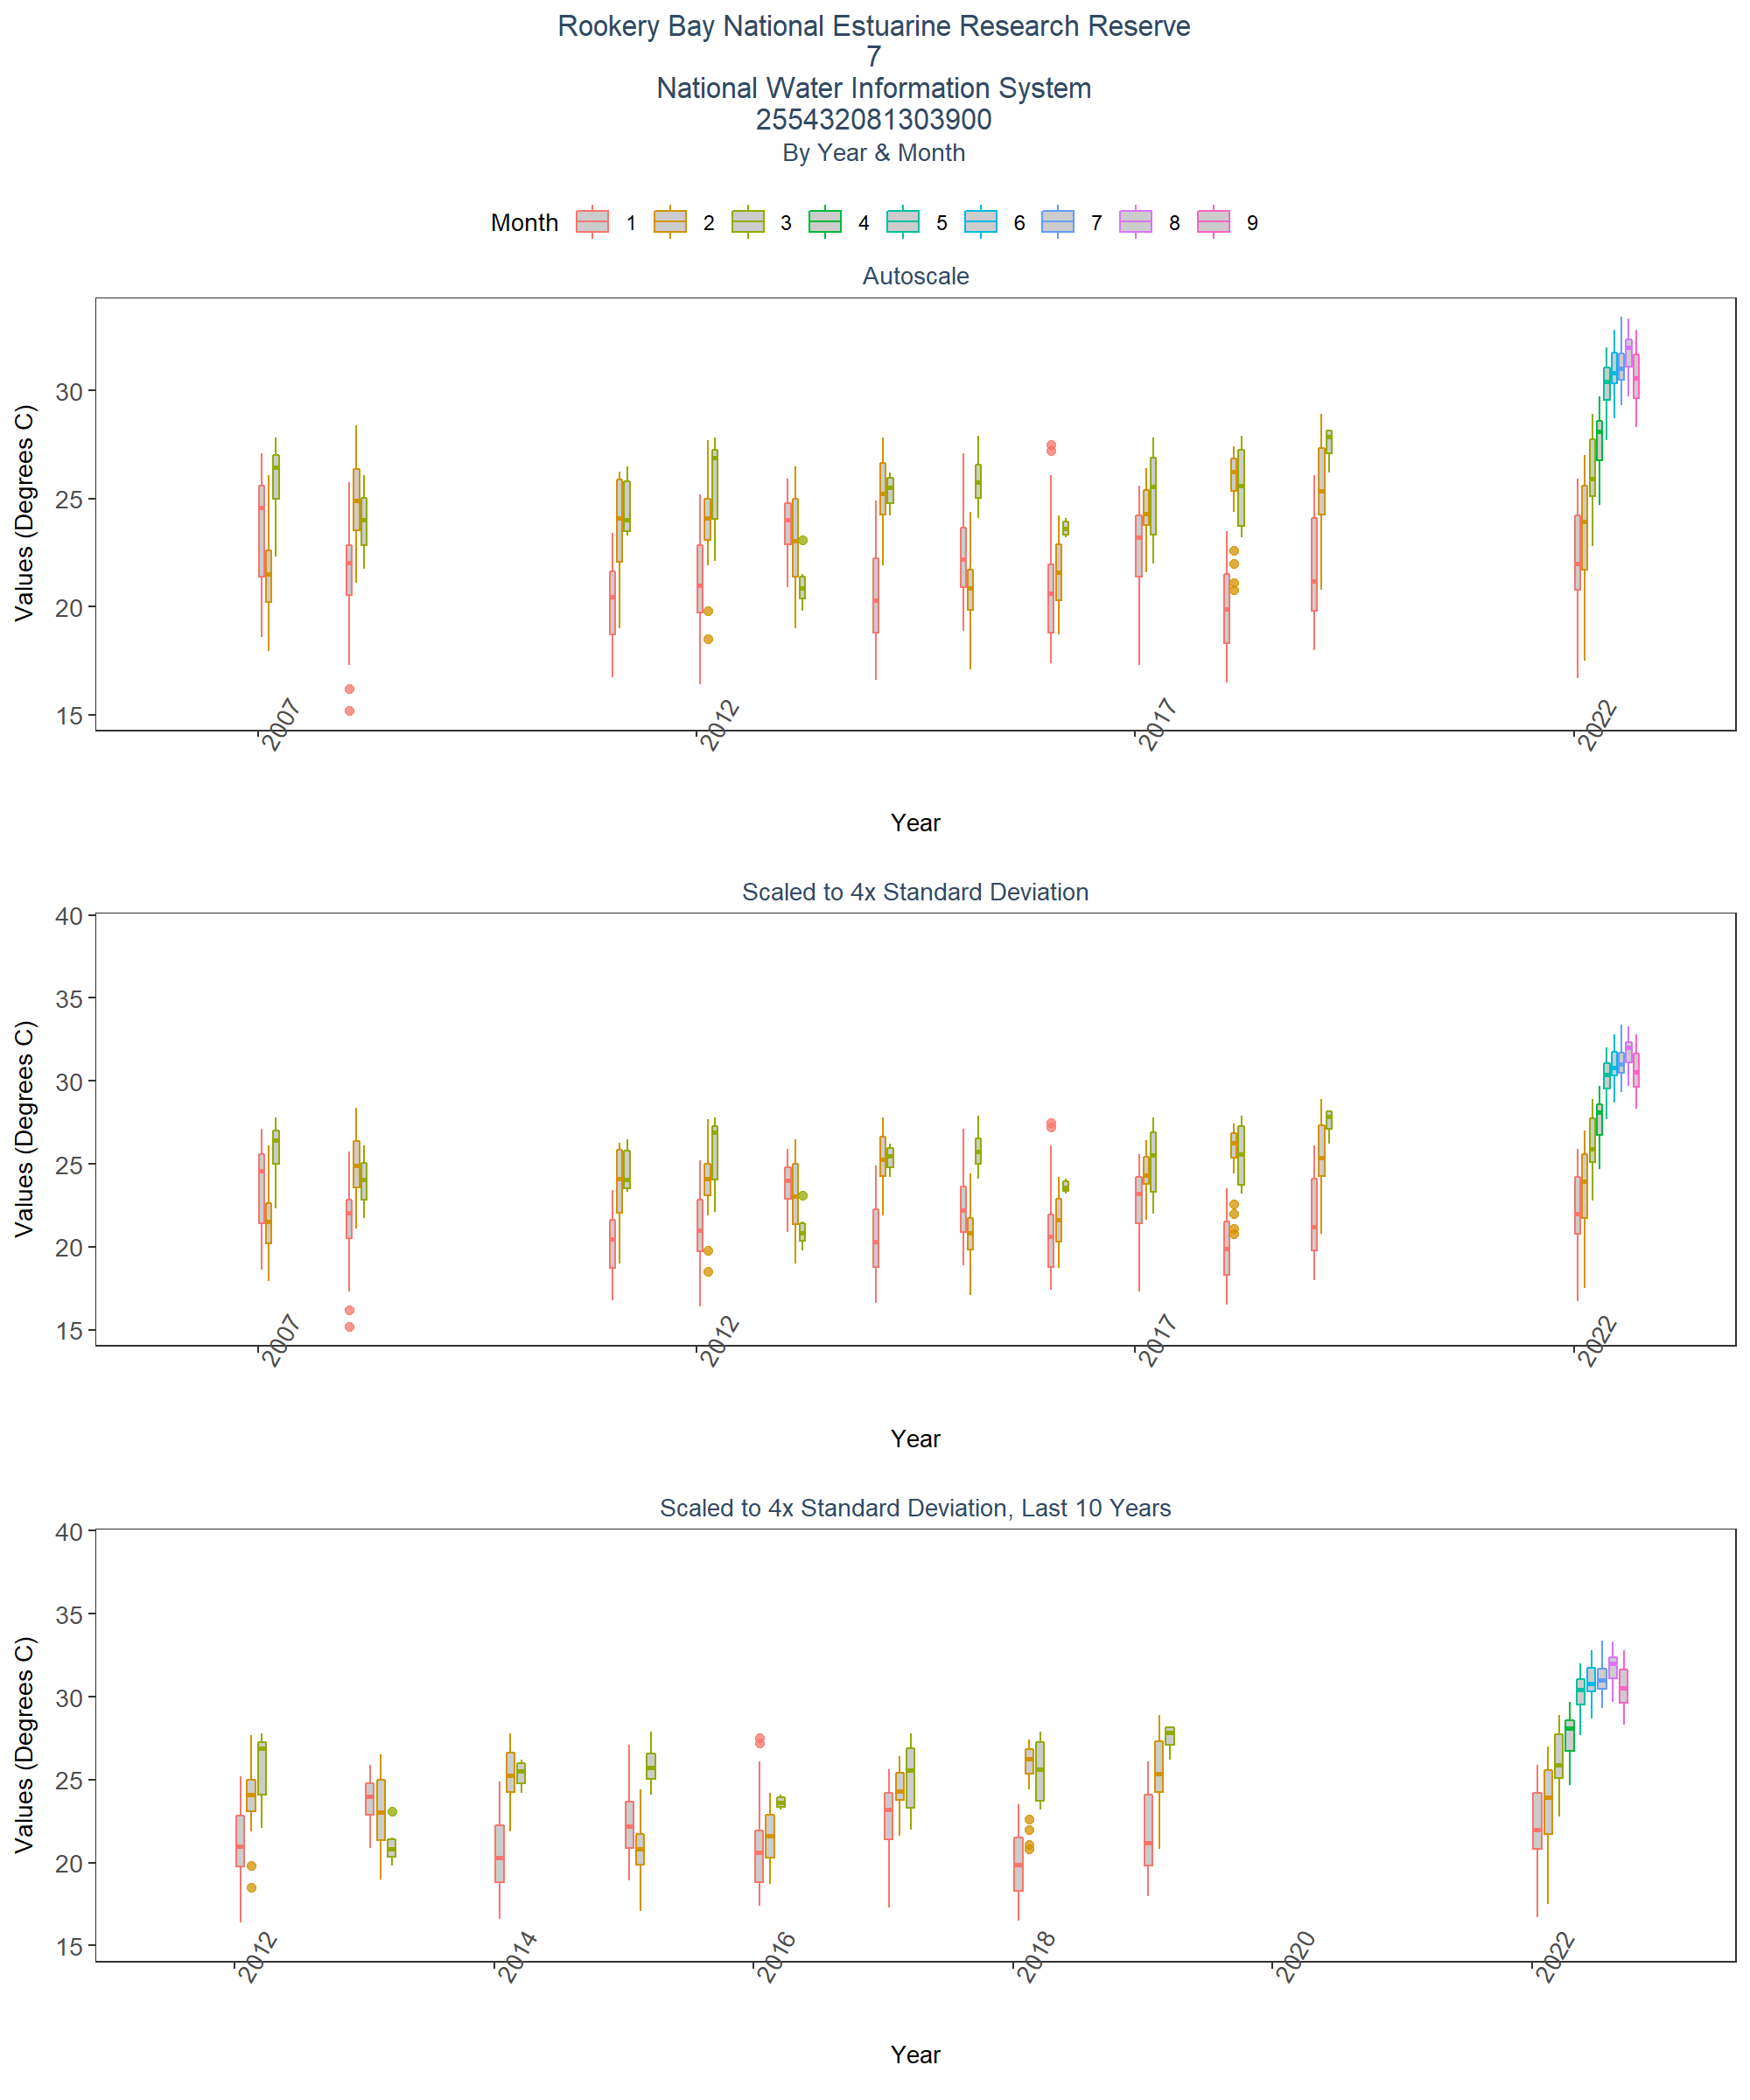 Rookery Bay National Estuarine Research Reserve
7
National Water Information System
255432081303900
By Year & Month
Month 1 2 3 4 5 6 7 8 9
Autoscale
Values (Degrees C)
30
25
20
15
2007 2012 2017 2022
Year
Scaled to 4x Standard Deviation
Values (Degrees C)
40
35
30
25
20
15
2007 2012 2017 2022
Year
Scaled to 4x Standard Deviation, Last 10 Years
Values (Degrees C)
40
35
30
25
20
15
2012 2014 2016 2018 2020 2022
Year